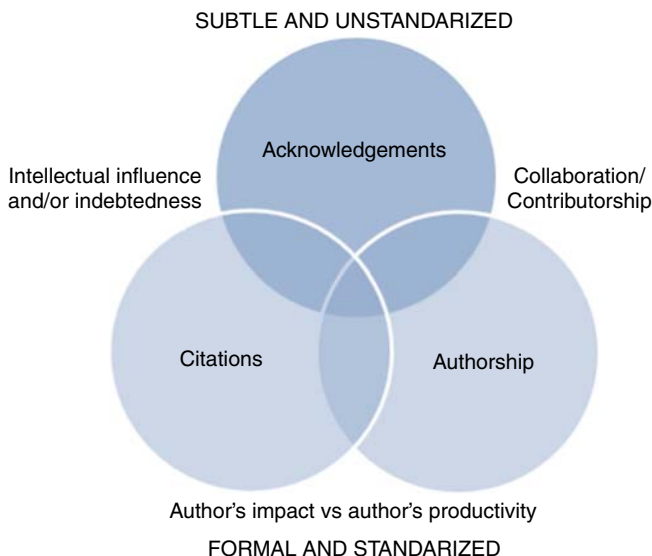 SUBTLE AND UNSTANDARIZED
Acknowledgements
Intellectual influence
and/or indebtedness
Collaboration/
Contributorship
Citations
Authorship
Author's impact vs author's productivity
FORMAL AND STANDARIZED